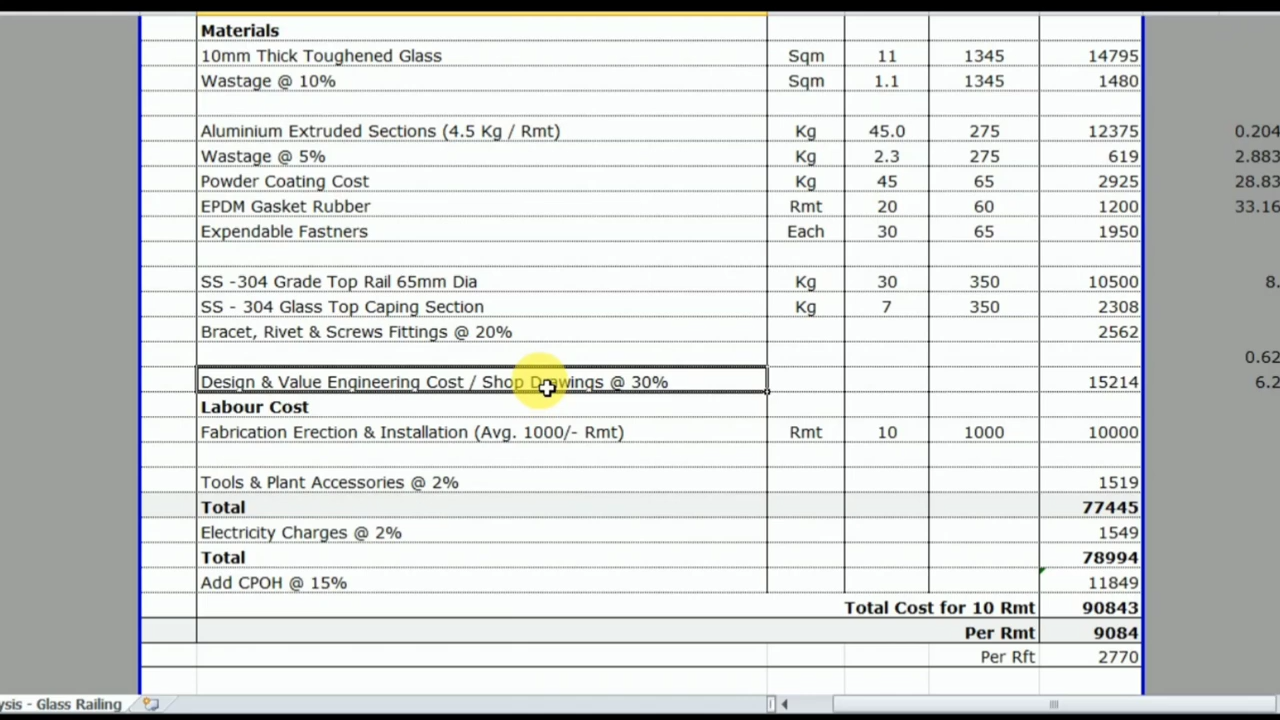 Materials
10mm Thick Toughened Glass Sqm 11 1345 14795
Wastage @ 10% Sqm 1.1 1345 1480
Aluminium Extruded Sections (4.5 Kg / Rmt) Kg 45.0 275 12375 0.204
Wastage @ 5% Kg 2.3 275 619 2.883
Powder Coating Cost Kg 45 65 2925 28.83
EPDM Gasket Rubber Rmt 20 60 1200 33.16
Expendable Fastners Each 30 65 1950
SS -304 Grade Top Rail 65mm Dia Kg 30 350 10500 8.
SS - 304 Glass Top Caping Section Kg 7 350 2308
Bracet, Rivet & Screws Fittings @ 20% 2562
0.62
Design & Value Engineering Cost / Shop Drawings @ 30% 15214 6.2
Labour Cost
Fabrication Erection & Installation (Avg. 1000/- Rmt) Rmt 10 1000 10000
Tools & Plant Accessories @ 2% 1519
Total 77445
Electricity Charges @ 2% 1549
Total 78994
Add CPOH @ 15% 11849
Total Cost for 10 Rmt 90843
Per Rmt 9084
Per Rft 2770
ysis - Glass Railing